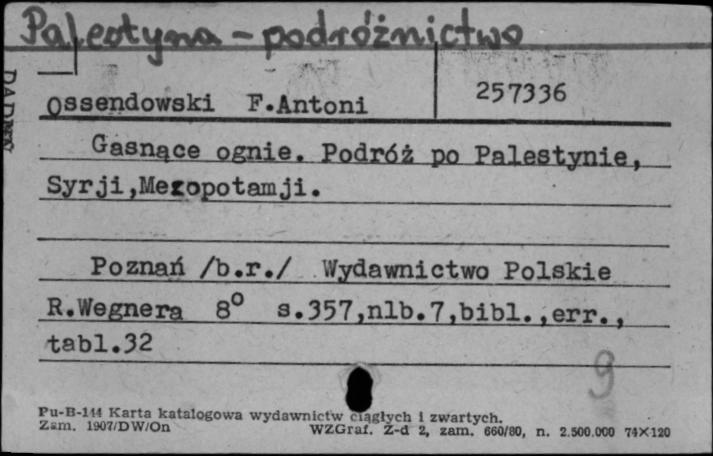 Palestyna - podróżnictwo
Ossendowski F.Antoni 257336
Gasnące ognie. Podróż po Palestynie,
Syrji,Mezopotamji.
Poznań /b.r./ Wydawnictwo Polskie
R.Wegnera 8° s.357,nlb.7,bibl.,err.,
tabl.32
9
Pu-B-144 Karta katalogowa wydawnictw ciągłych i zwartych.
Zam. 1907/DW/On WZGraf. Z-d 2, zam. 660/80, n. 2.500.000 74X120